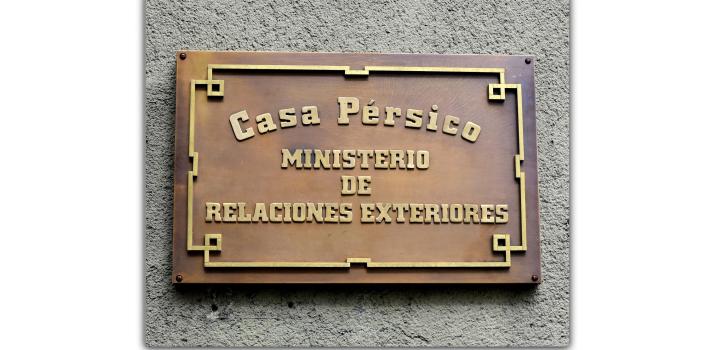 Casa Pérsico
MINISTERIO
DE
RELACIONES EXTERIORES